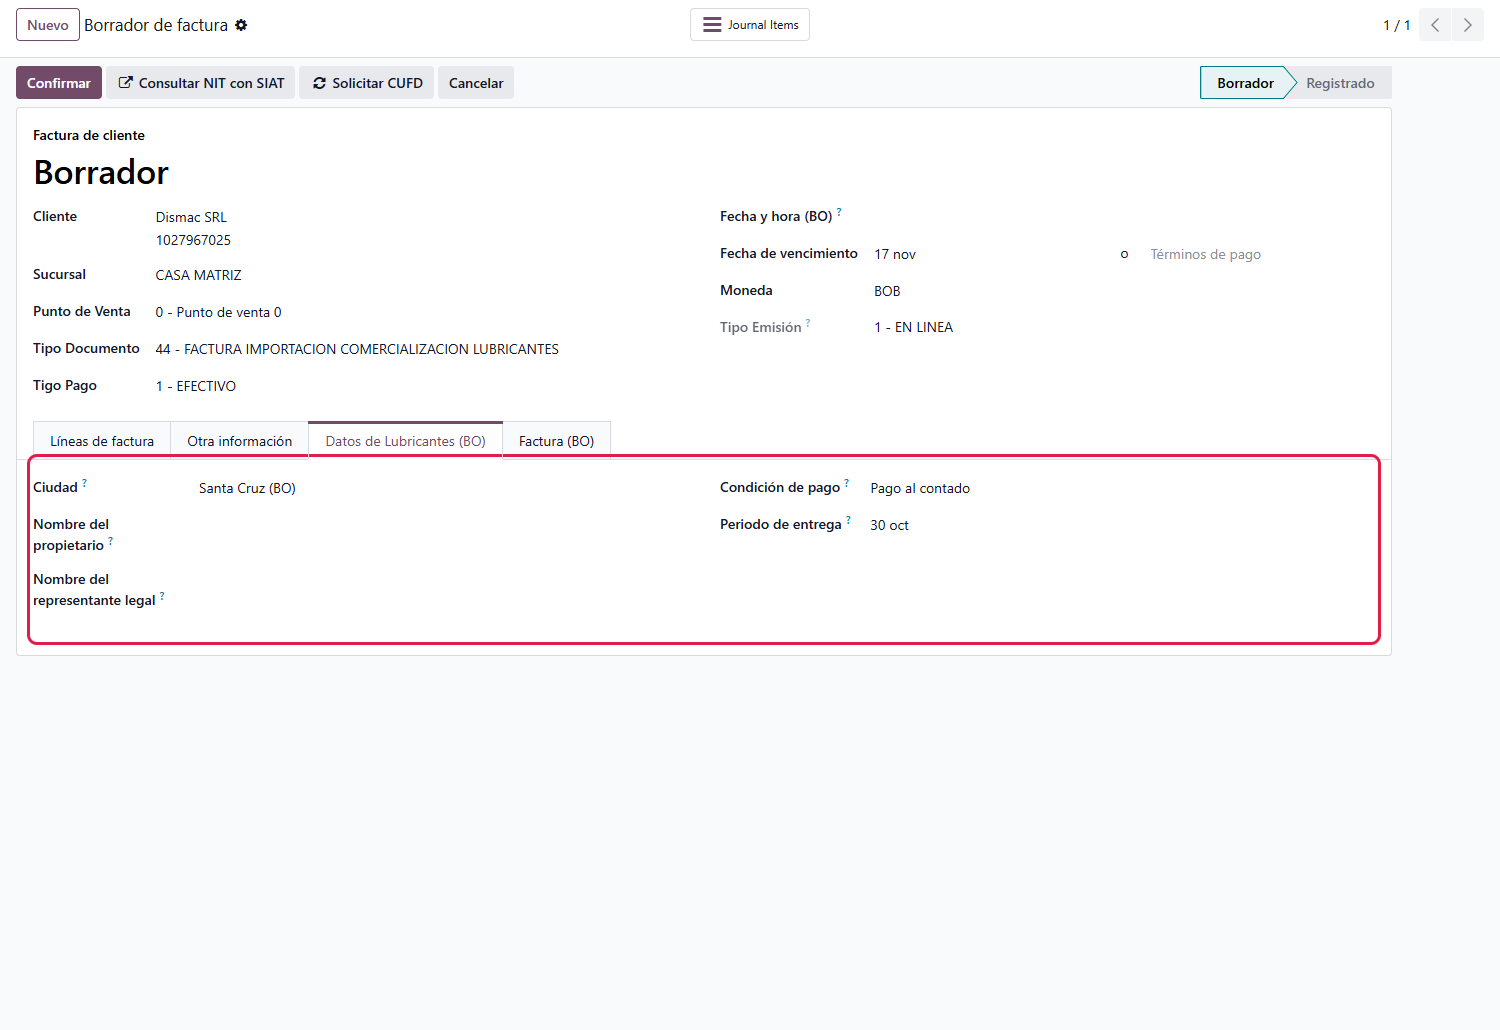 Nuevo Borrador de factura
Journal Items
1 / 1
Confirmar Consultar NIT con SIAT Solicitar CUFD Cancelar
Borrador Registrado
Factura de cliente
Borrador
Cliente Dismac SRL
1027967025
Sucursal CASA MATRIZ
Punto de Venta 0 - Punto de venta 0
Tipo Documento 44 - FACTURA IMPORTACION COMERCIALIZACION LUBRICANTES
Tigo Pago 1 - EFECTIVO
Fecha y hora (BO) ?
Fecha de vencimiento 17 nov o Términos de pago
Moneda BOB
Tipo Emisión ? 1 - EN LINEA
Líneas de factura Otra información Datos de Lubricantes (BO) Factura (BO)
Ciudad ? Santa Cruz (BO)
Nombre del
propietario ?
Nombre del
representante legal ?
Condición de pago ? Pago al contado
Periodo de entrega ? 30 oct